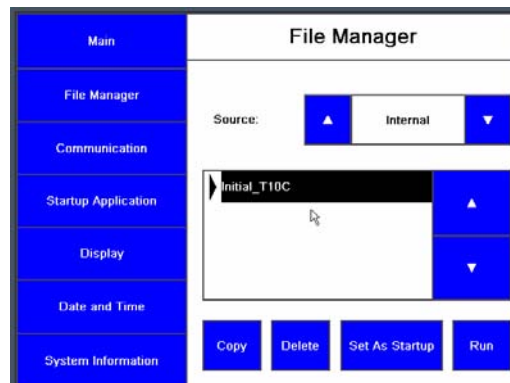 Main
File Manager
Communication
Startup Application
Display
Date and Time
System Information
File Manager
Source:
Internal
Initial_T10C
Copy
Delete
Set As Startup
Run